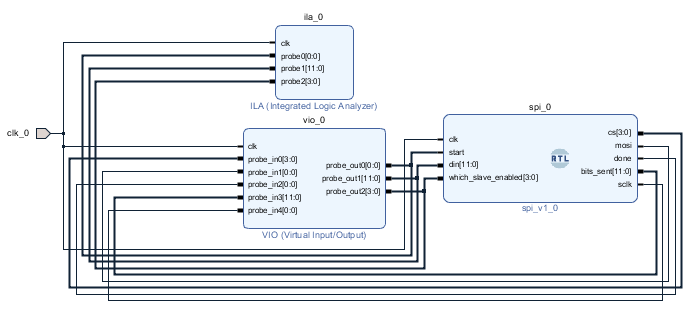 ila_0
clk
probe0[0:0]
probe1[11:0]
probe2[3:0]
ILA (Integrated Logic Analyzer)
clk_0
vio_0
clk
probe_in0[3:0]
probe_in1[0:0]
probe_in2[0:0]
probe_in3[11:0]
probe_in4[0:0]
probe_out0[0:0]
probe_out1[11:0]
probe_out2[3:0]
VIO (Virtual Input/Output)
spi_0
clk
start
din[11:0]
which_slave_enabled[3:0]
RTL
cs[3:0]
mosi
done
bits_sent[11:0]
sclk
spi_v1_0